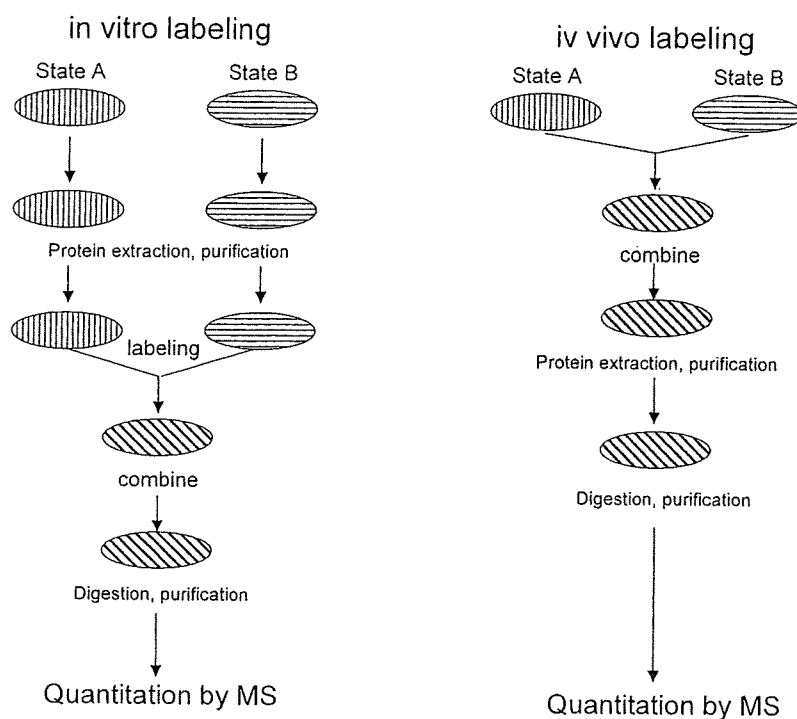 in vitro labeling
State A
State B
Protein extraction, purification
labeling
combine
Digestion, purification
Quantitation by MS
iv vivo labeling
State A
State B
combine
Protein extraction, purification
Digestion, purification
Quantitation by MS